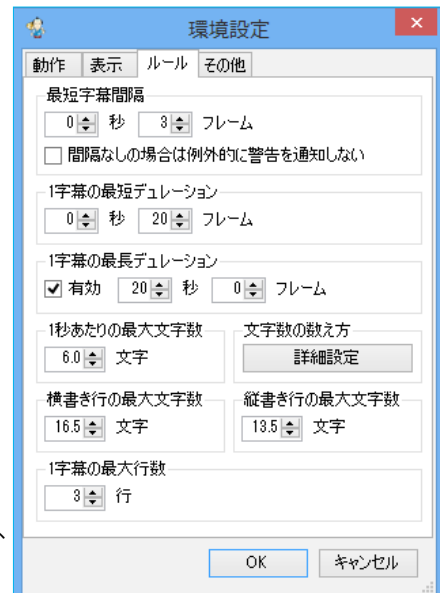 環境設定
動作 表示 ルール その他
最短字幕間隔
0 秒 3 フレーム
間隔なしの場合は例外的に警告を通知しない
1字幕の最短デュレーション
0 秒 20 フレーム
1字幕の最長デュレーション
有効 20 秒 0 フレーム
1秒あたりの最大文字数 文字数の数え方
6.0 文字 詳細設定
横書き行の最大文字数 縦書き行の最大文字数
16.5 文字 13.5 文字
1字幕の最大行数
3 行
、
OK キャンセル